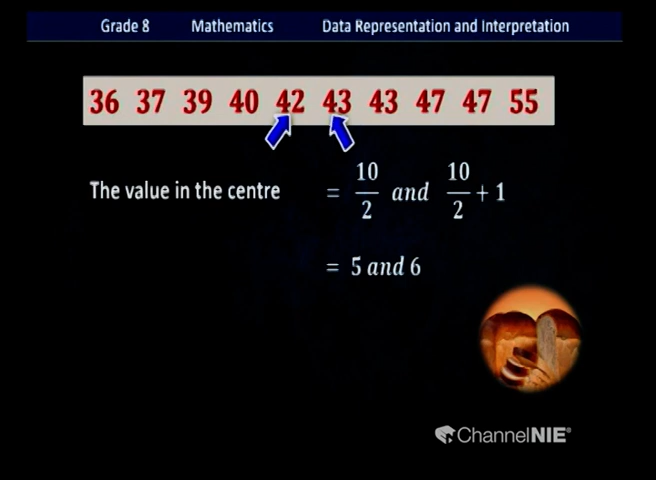 Grade 8 Mathematics Data Representation and Interpretation
36 37 39 40 42 43 43 47 47 55
The value in the centre = 10/2 and 10/2 + 1
= 5 and 6
ChannelNIE®